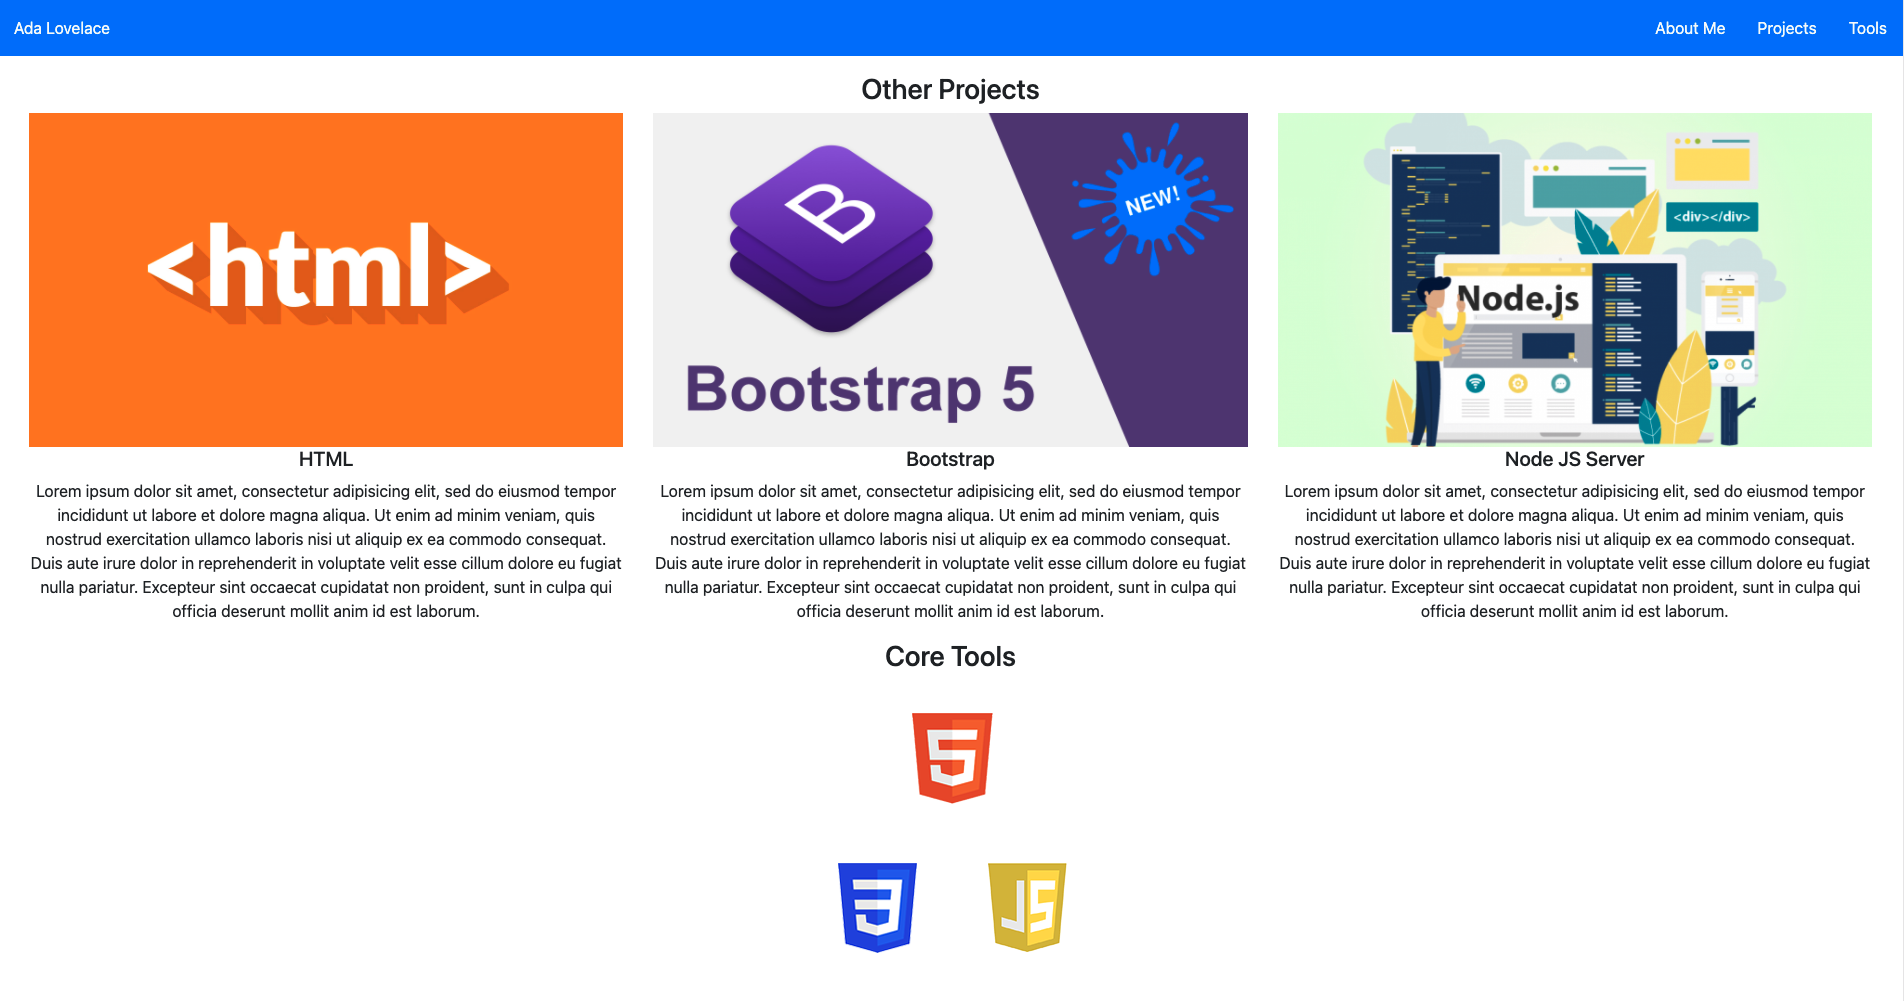 Ada Lovelace
About Me
Projects
Tools
Other Projects
<html>
B
NEW!
Bootstrap 5
<div></div>
Node.js
HTML
Lorem ipsum dolor sit amet, consectetur adipisicing elit, sed do eiusmod tempor
incididunt ut labore et dolore magna aliqua. Ut enim ad minim veniam, quis
nostrud exercitation ullamco laboris nisi ut aliquip ex ea commodo consequat.
Duis aute irure dolor in reprehenderit in voluptate velit esse cillum dolore eu fugiat
nulla pariatur. Excepteur sint occaecat cupidatat non proident, sunt in culpa qui
officia deserunt mollit anim id est laborum.
Bootstrap
Lorem ipsum dolor sit amet, consectetur adipisicing elit, sed do eiusmod tempor
incididunt ut labore et dolore magna aliqua. Ut enim ad minim veniam, quis
nostrud exercitation ullamco laboris nisi ut aliquip ex ea commodo consequat.
Duis aute irure dolor in reprehenderit in voluptate velit esse cillum dolore eu fugiat
nulla pariatur. Excepteur sint occaecat cupidatat non proident, sunt in culpa qui
officia deserunt mollit anim id est laborum.
Node JS Server
Lorem ipsum dolor sit amet, consectetur adipisicing elit, sed do eiusmod tempor
incididunt ut labore et dolore magna aliqua. Ut enim ad minim veniam, quis
nostrud exercitation ullamco laboris nisi ut aliquip ex ea commodo consequat.
Duis aute irure dolor in reprehenderit in voluptate velit esse cillum dolore eu fugiat
nulla pariatur. Excepteur sint occaecat cupidatat non proident, sunt in culpa qui
officia deserunt mollit anim id est laborum.
Core Tools
5
3
JS